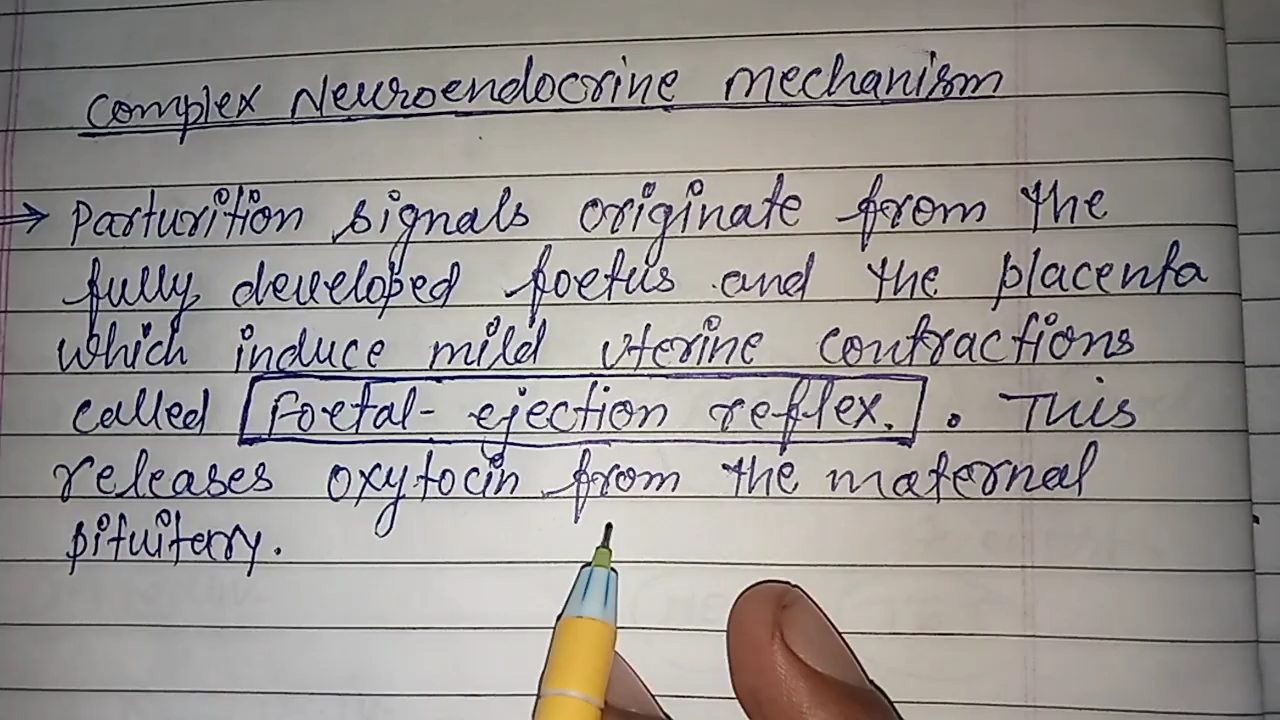 Complex Neuroendocrine mechanism
⇒ Parturition signals originate from the
fully developed foetus and the placenta
which induce mild uterine contractions
called Foetal-ejection reflex. . This
releases oxytocin from the maternal
pituitary.